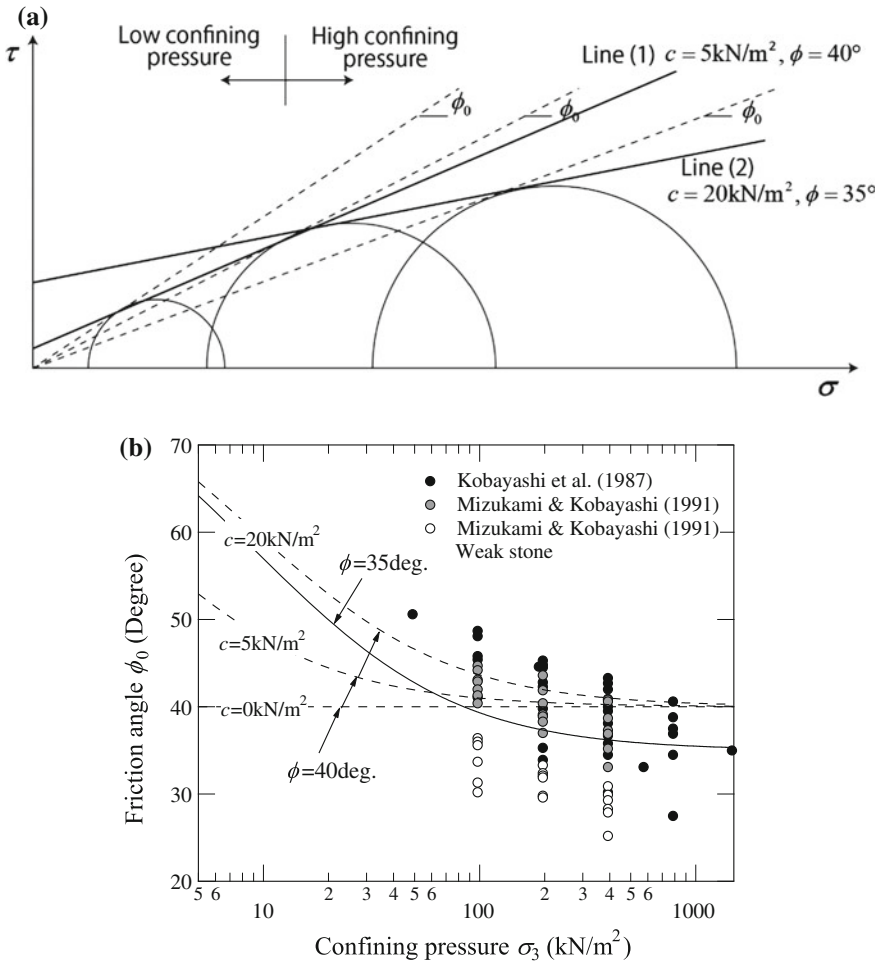 (a)
τ
Low confining
pressure
High confining
pressure
Line (1) c = 5kN/m², ϕ = 40°
ϕ₀
ϕ₀
ϕ₀
Line (2)
c = 20kN/m², ϕ = 35°
σ
(b)
70
60
50
40
30
20
Friction angle ϕ₀ (Degree)
Kobayashi et al. (1987)
Mizukami & Kobayashi (1991)
Mizukami & Kobayashi (1991)
Weak stone
c=20kN/m²
ϕ=35deg.
c=5kN/m²
c=0kN/m²
ϕ=40deg.
5 6 2 3 4 5 6 2 3 4 5 6
10 100 1000
Confining pressure σ₃ (kN/m²)